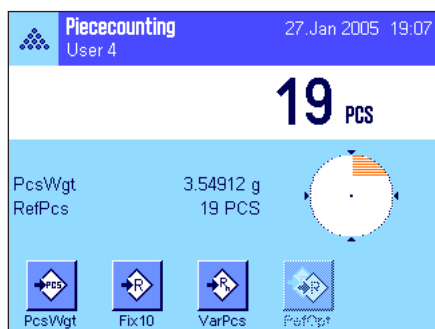 Piececounting 27.Jan 2005 19:07
User 4
19 PCS
PcsWgt 3.54912 g
RefPcs 19 PCS
PCS R Rn R
PcsWgt Fix10 VarPcs RefOpt